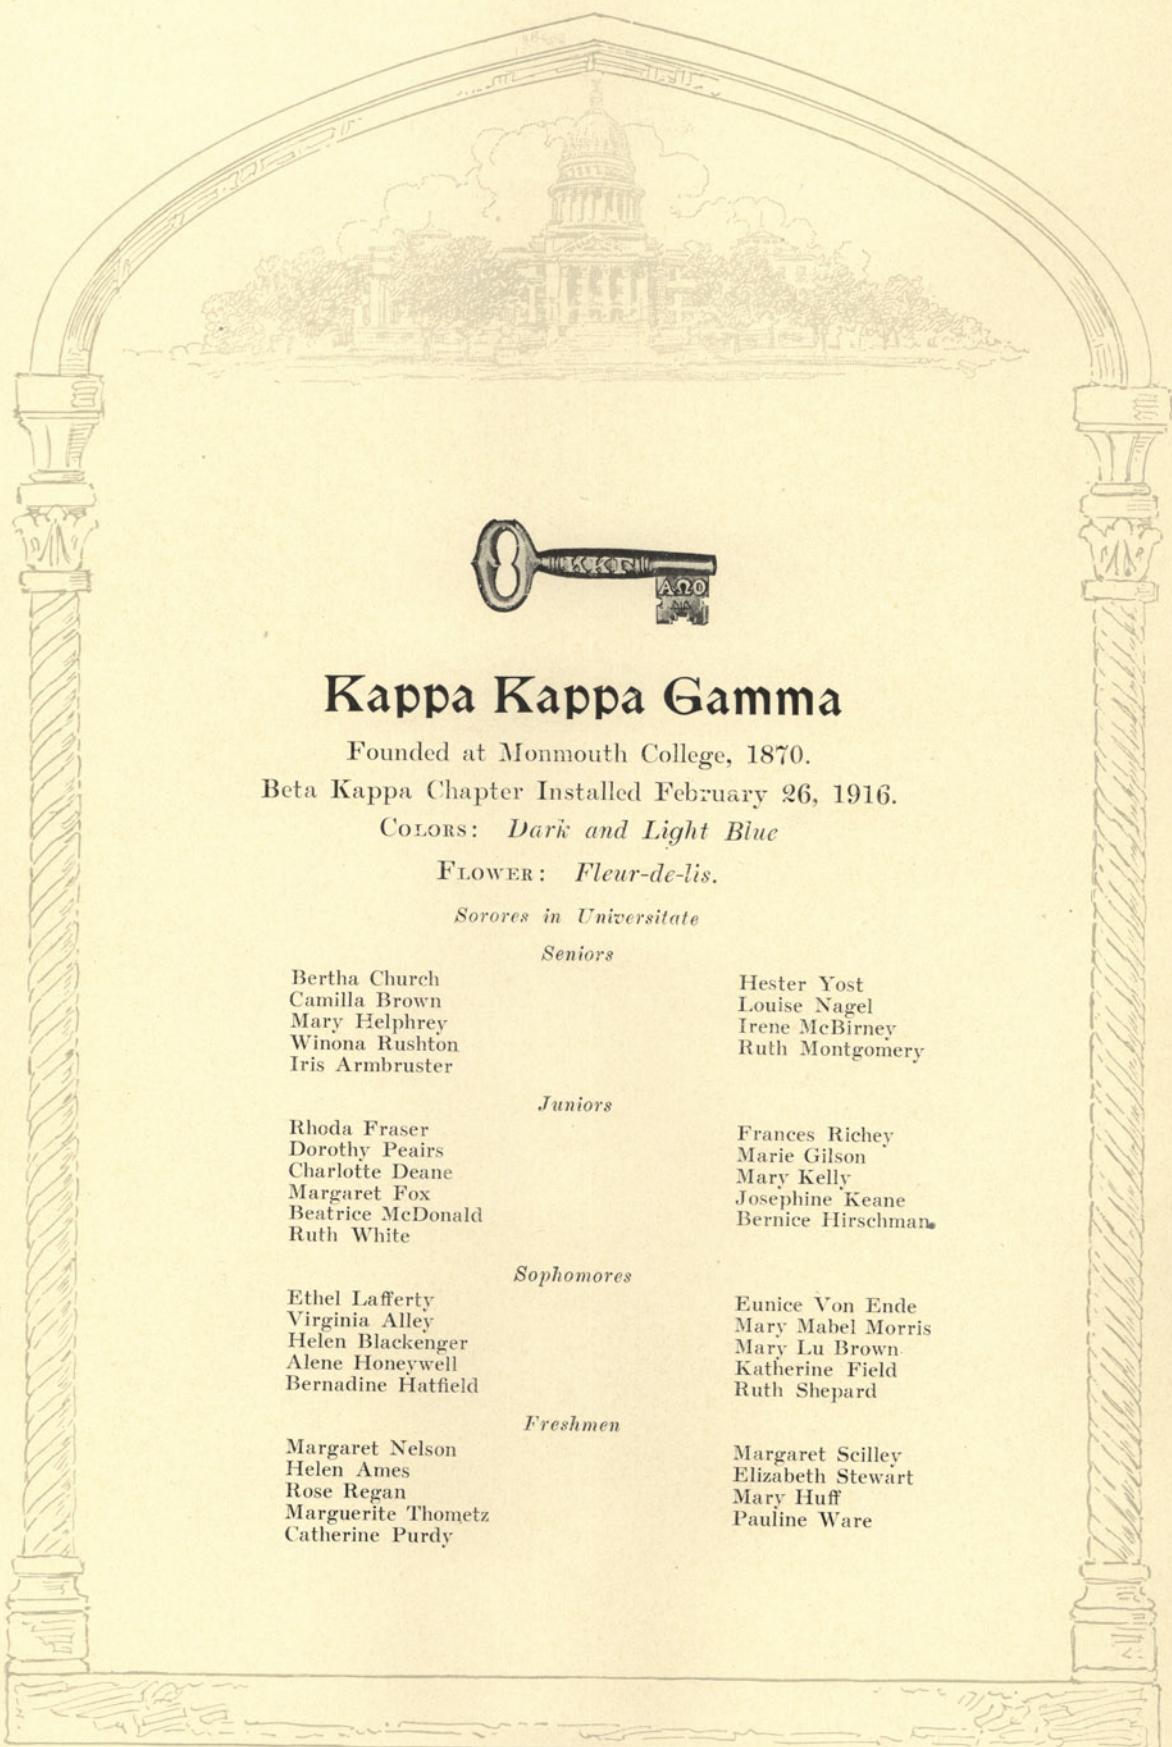 KKΓ
ΑΩΟ
Kappa Kappa Gamma
Founded at Monmouth College, 1870.
Beta Kappa Chapter Installed February 26, 1916.
COLORS: Dark and Light Blue
FLOWER: Fleur-de-lis.
Sorores in Universitate
Seniors
Bertha Church
Camilla Brown
Mary Helphrey
Winona Rushton
Iris Armbruster
Hester Yost
Louise Nagel
Irene McBirney
Ruth Montgomery
Juniors
Rhoda Fraser
Dorothy Peairs
Charlotte Deane
Margaret Fox
Beatrice McDonald
Ruth White
Frances Richey
Marie Gilson
Mary Kelly
Josephine Keane
Bernice Hirschman.
Sophomores
Ethel Lafferty
Virginia Alley
Helen Blackenger
Alene Honeywell
Bernadine Hatfield
Eunice Von Ende
Mary Mabel Morris
Mary Lu Brown
Katherine Field
Ruth Shepard
Freshmen
Margaret Nelson
Helen Ames
Rose Regan
Marguerite Thometz
Catherine Purdy
Margaret Scilley
Elizabeth Stewart
Mary Huff
Pauline Ware